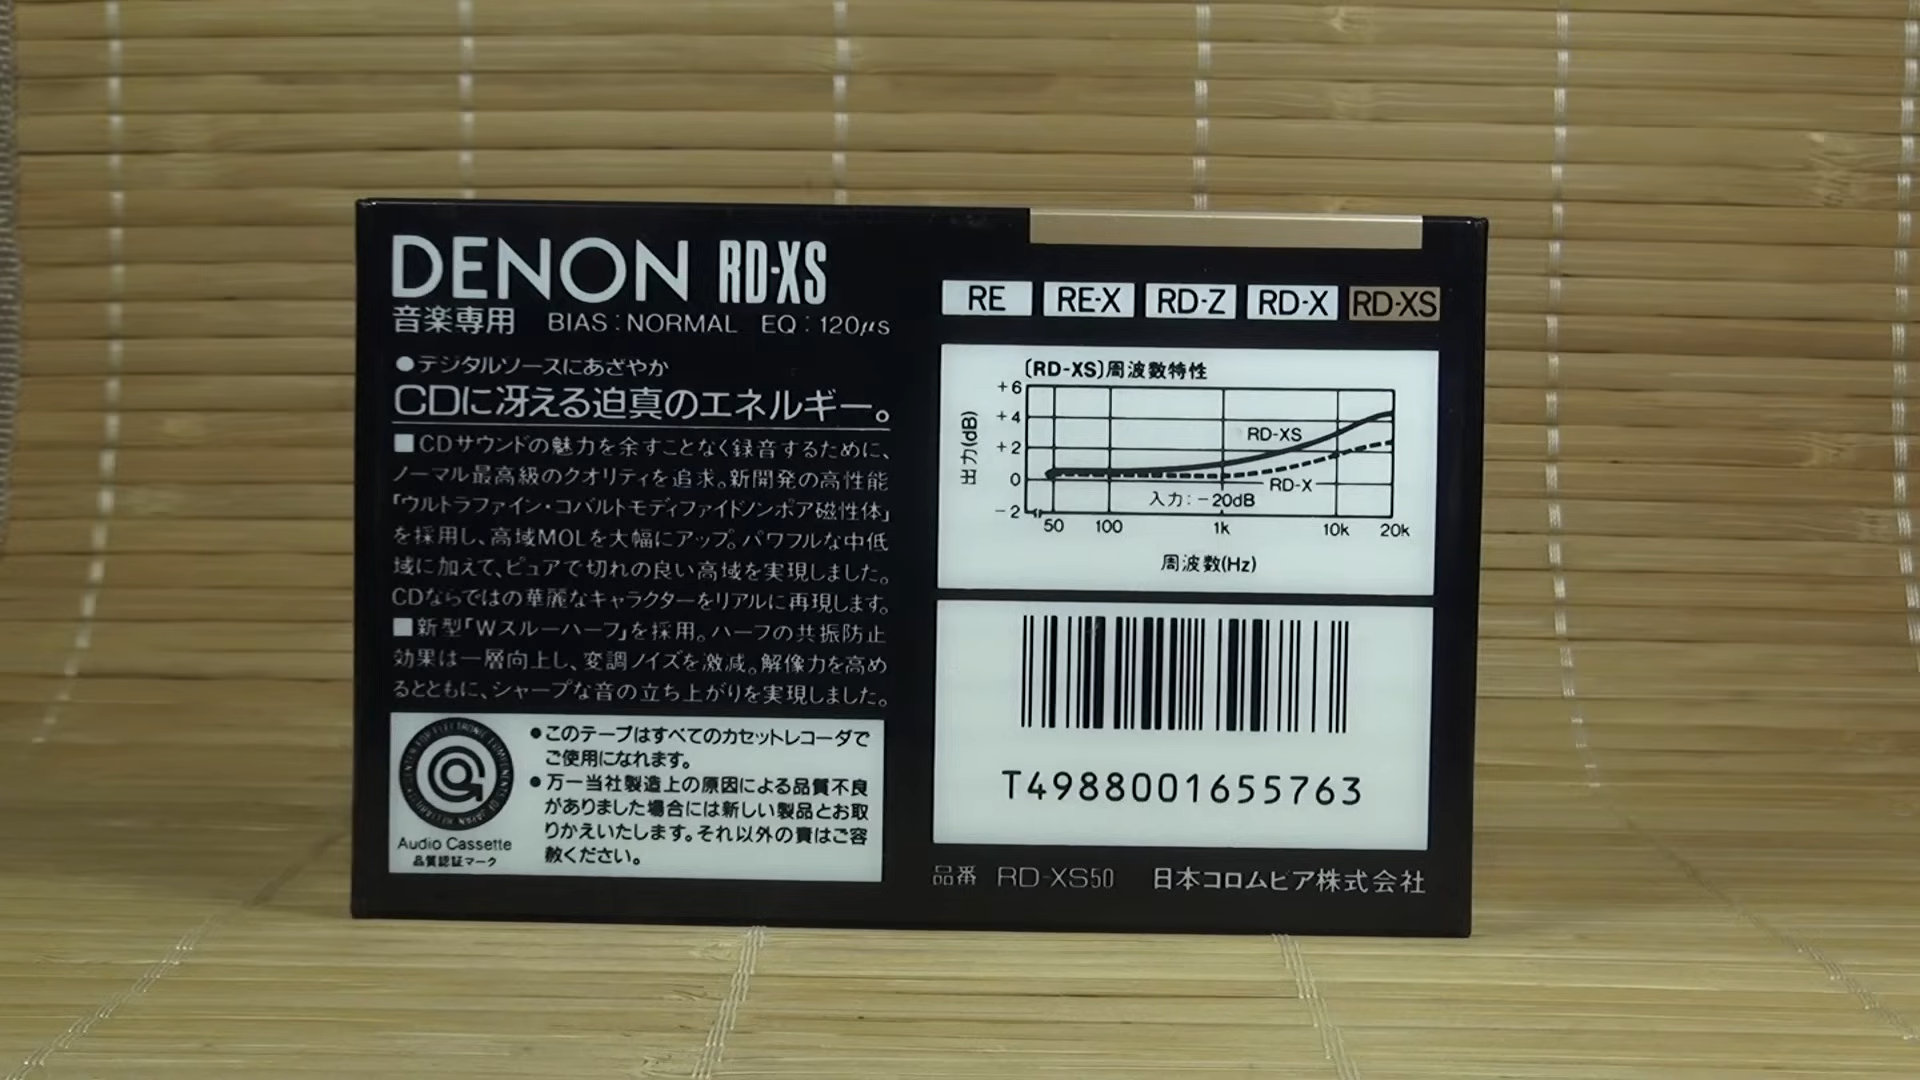 DENON RD-XS
音楽専用 BIAS:NORMAL EQ:120μs
●デジタルソースにあざやか
CDに冴える迫真のエネルギー。
■CDサウンドの魅力を余すことなく録音するために、
ノーマル最高級のクオリティを追求。新開発の高性能
「ウルトラファイン・コバルトモディファイドノンポア磁性体」
を採用し、高域MOLを大幅にアップ。パワフルな中低
域に加えて、ピュアで切れの良い高域を実現しました。
CDならではの華麗なキャラクターをリアルに再現します。
■新型「Wスルーハーフ」を採用。ハーフの共振防止
効果は一層向上し、変調ノイズを激減。解像力を高め
るとともに、シャープな音の立ち上がりを実現しました。
Audio Cassette
品質認証マーク
●このテープはすべてのカセットレコーダで
ご使用になれます。
●万一当社製造上の原因による品質不良
がありました場合には新しい製品とお取
りかえいたします。それ以外の責はご容
赦ください。
RE RE-X RD-Z RD-X RD-XS
〔RD-XS〕周波数特性
出力(dB)
+6
+4
+2
0
-2
RD-XS
RD-X
入力:-20dB
50 100 1k 10k 20k
周波数(Hz)
T4988001655763
品番 RD-XS50 日本コロムビア株式会社